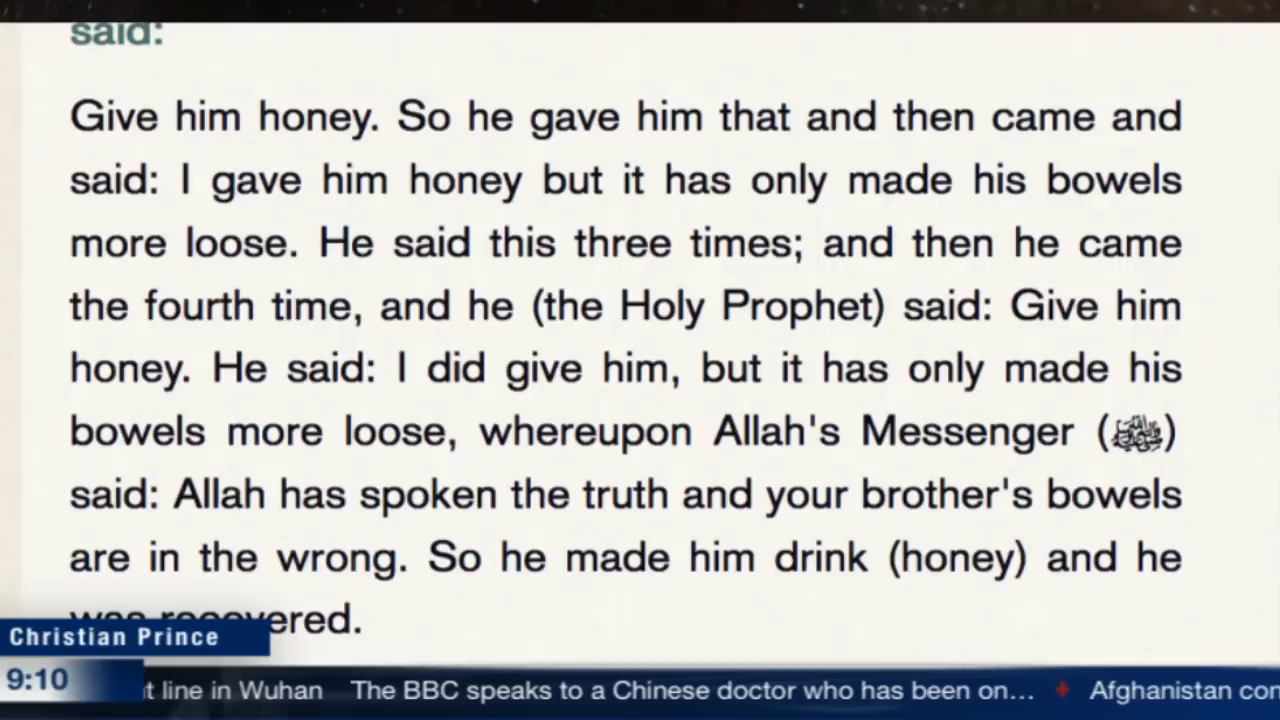 said:
Give him honey. So he gave him that and then came and
said: I gave him honey but it has only made his bowels
more loose. He said this three times; and then he came
the fourth time, and he (the Holy Prophet) said: Give him
honey. He said: I did give him, but it has only made his
bowels more loose, whereupon Allah's Messenger (ﷺ)
said: Allah has spoken the truth and your brother's bowels
are in the wrong. So he made him drink (honey) and he
was recovered.
Christian Prince
9:10
t line in Wuhan The BBC speaks to a Chinese doctor who has been on... Afghanistan con